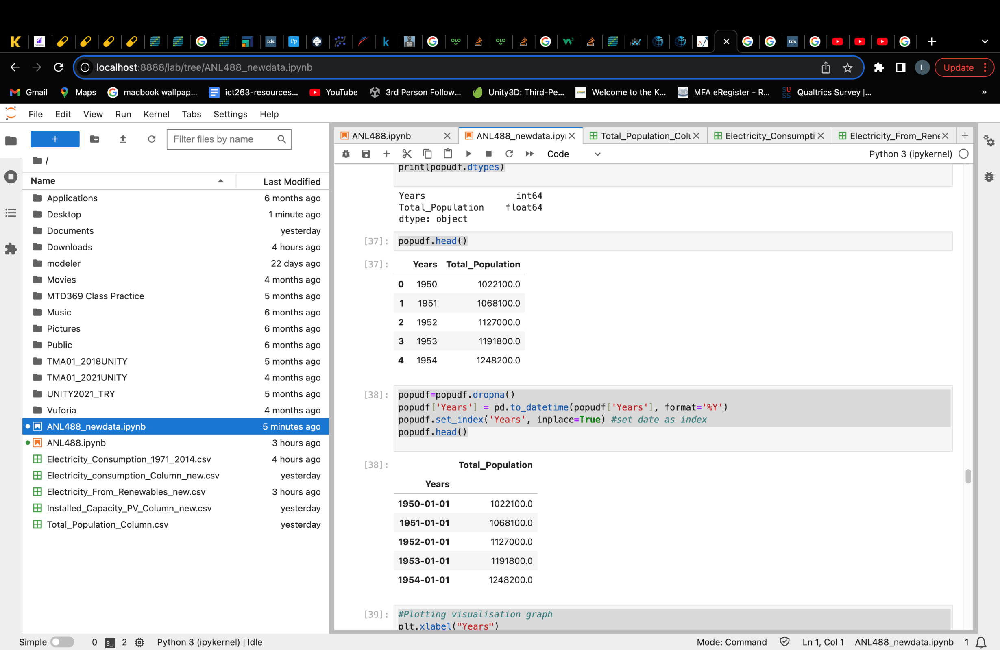 tds
Pp
k
OLO
OLO
tds
localhost:8888/lab/tree/ANL488_newdata.ipynb
L
Update
Gmail
Maps
macbook wallpap...
ict263-resources...
YouTube
3rd Person Follow...
Unity3D: Third-Pe...
Welcome to the K...
MFA eRegister - R...
SUSS
Qualtrics Survey |...
»
File Edit View Run Kernel Tabs Settings Help
+
Filter files by name
/
Name Last Modified
Applications 6 months ago
Desktop 1 minute ago
Documents yesterday
Downloads 4 hours ago
modeler 22 days ago
Movies 4 months ago
MTD369 Class Practice 5 months ago
Music 6 months ago
Pictures 6 months ago
Public 6 months ago
TMA01_2018UNITY 5 months ago
TMA01_2021UNITY 4 months ago
UNITY2021_TRY 5 months ago
Vuforia 4 months ago
ANL488_newdata.ipynb 5 minutes ago
ANL488.ipynb 3 hours ago
Electricity_Consumption_1971_2014.csv 4 hours ago
Electricity_consumption_Column_new.csv yesterday
Electricity_From_Renewables_new.csv 3 hours ago
Installed_Capacity_PV_Column_new.csv yesterday
Total_Population_Column.csv yesterday
ANL488.ipynb
ANL488_newdata.ipy
Total_Population_Colu
Electricity_Consumpti
Electricity_From_Rene
Code
Python 3 (ipykernel)
print(popudf.dtypes)
Years int64
Total_Population float64
dtype: object
[37]: popudf.head()
[37]: Years Total_Population
0 1950 1022100.0
1 1951 1068100.0
2 1952 1127000.0
3 1953 1191800.0
4 1954 1248200.0
[38]: popudf=popudf.dropna()
popudf['Years'] = pd.to_datetime(popudf['Years'], format='%Y')
popudf.set_index('Years', inplace=True) #set date as index
popudf.head()
[38]: Total_Population
Years
1950-01-01 1022100.0
1951-01-01 1068100.0
1952-01-01 1127000.0
1953-01-01 1191800.0
1954-01-01 1248200.0
[39]: #Plotting visualisation graph
plt.xlabel("Years")
Simple 0 $_ 2 Python 3 (ipykernel) | Idle
Mode: Command Ln 1, Col 1 ANL488_newdata.ipynb 1